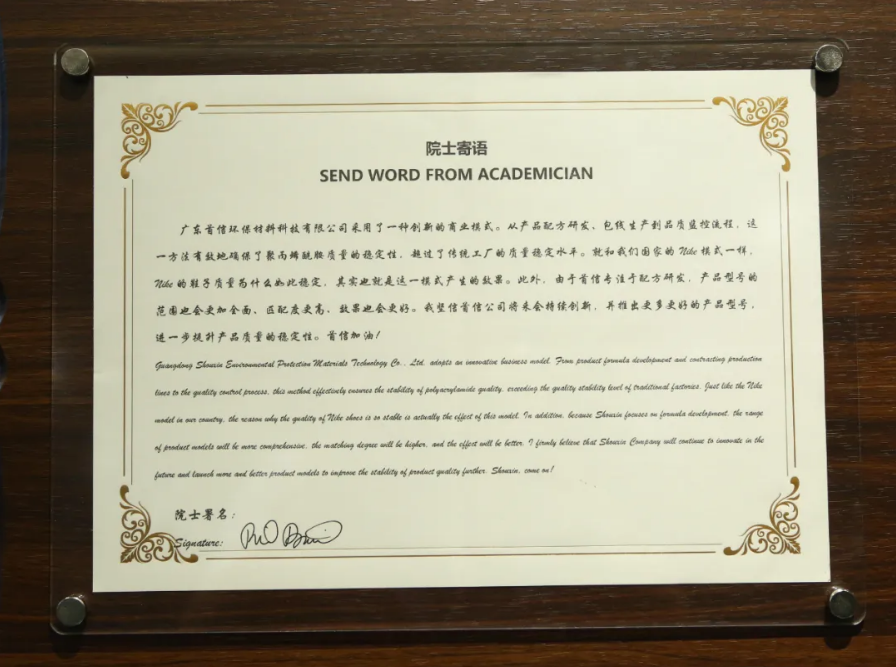 院士寄语
SEND WORD FROM ACADEMICIAN
广东首信环保材料科技有限公司采用了一种创新的商业模式。从产品配方研发、包线生产到品质监控流程，这
一方法有效地确保了聚丙烯酰胺质量的稳定性，超过了传统工厂的质量稳定水平。就和我们国家的 Nike 模式一样，
Nike 的鞋子质量为什么如此稳定，其实也就是这一模式产生的效果。此外，由于首信专注于配方研发，产品型号的
范围也会更加全面、匹配度更高、效果也会更好。我坚信首信公司将来会持续创新，并推出更多更好的产品型号，
进一步提升产品质量的稳定性。首信加油！
Guangdong Shouxin Environmental Protection Materials Technology Co., Ltd. adopts an innovative business model. From product formula development and contracting production
lines to the quality control process, this method effectively ensures the stability of polyacrylamide quality, exceeding the quality stability level of traditional factories. Just like the Nike
model in our country, the reason why the quality of Nike shoes is so stable is actually the effect of this model. In addition, because Shouxin focuses on formula development, the range
of product models will be more comprehensive, the matching degree will be higher, and the effect will be better. I firmly believe that Shouxin Company will continue to innovate in the
future and launch more and better product models to improve the stability of product quality further. Shouxin, come on!
院士署名：
Signature: